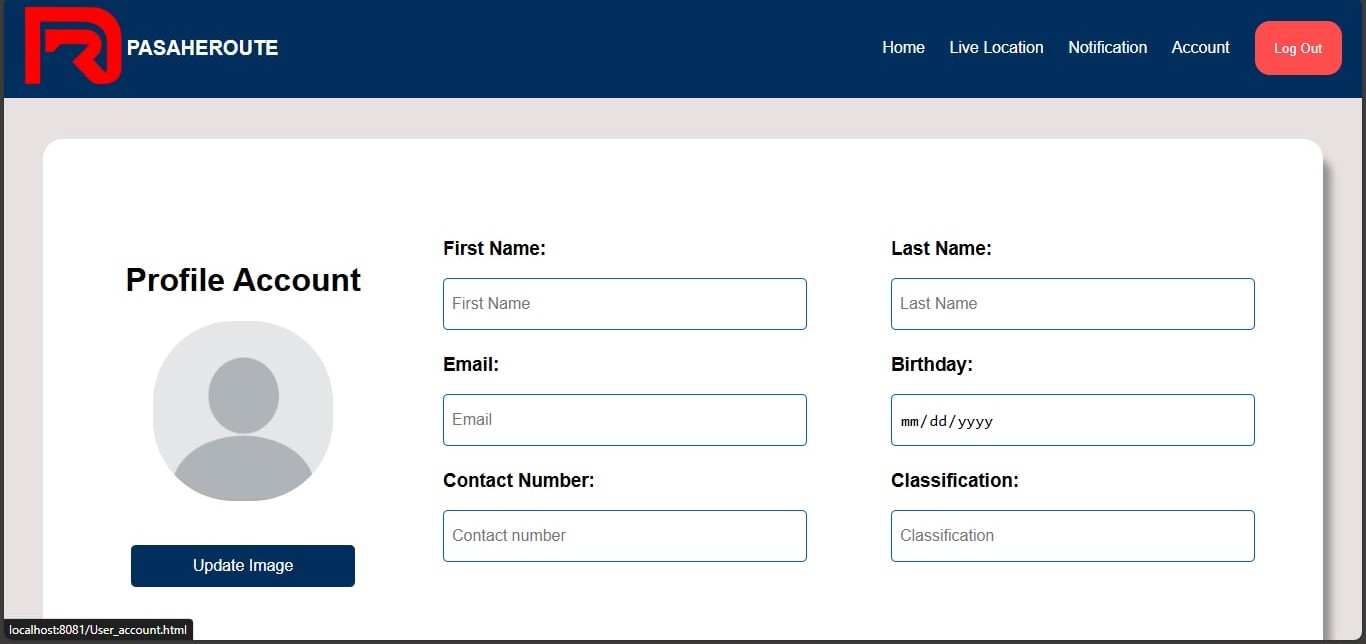 PASAHEROUTE
Home Live Location Notification Account Log Out
Profile Account
Update Image
First Name:
First Name
Last Name:
Last Name
Email:
Email
Birthday:
mm/dd/yyyy
Contact Number:
Contact number
Classification:
Classification
localhost:8081/User_account.html